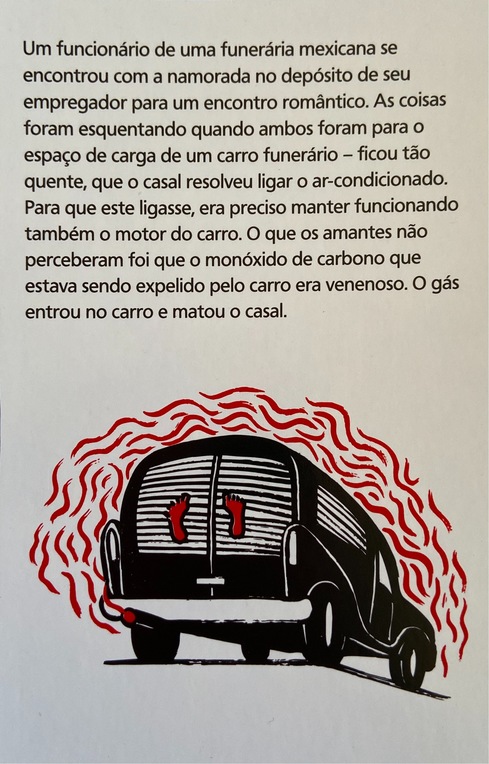 Um funcionário de uma funerária mexicana se
encontrou com a namorada no depósito de seu
empregador para um encontro romântico. As coisas
foram esquentando quando ambos foram para o
espaço de carga de um carro funerário – ficou tão
quente, que o casal resolveu ligar o ar-condicionado.
Para que este ligasse, era preciso manter funcionando
também o motor do carro. O que os amantes não
perceberam foi que o monóxido de carbono que
estava sendo expelido pelo carro era venenoso. O gás
entrou no carro e matou o casal.